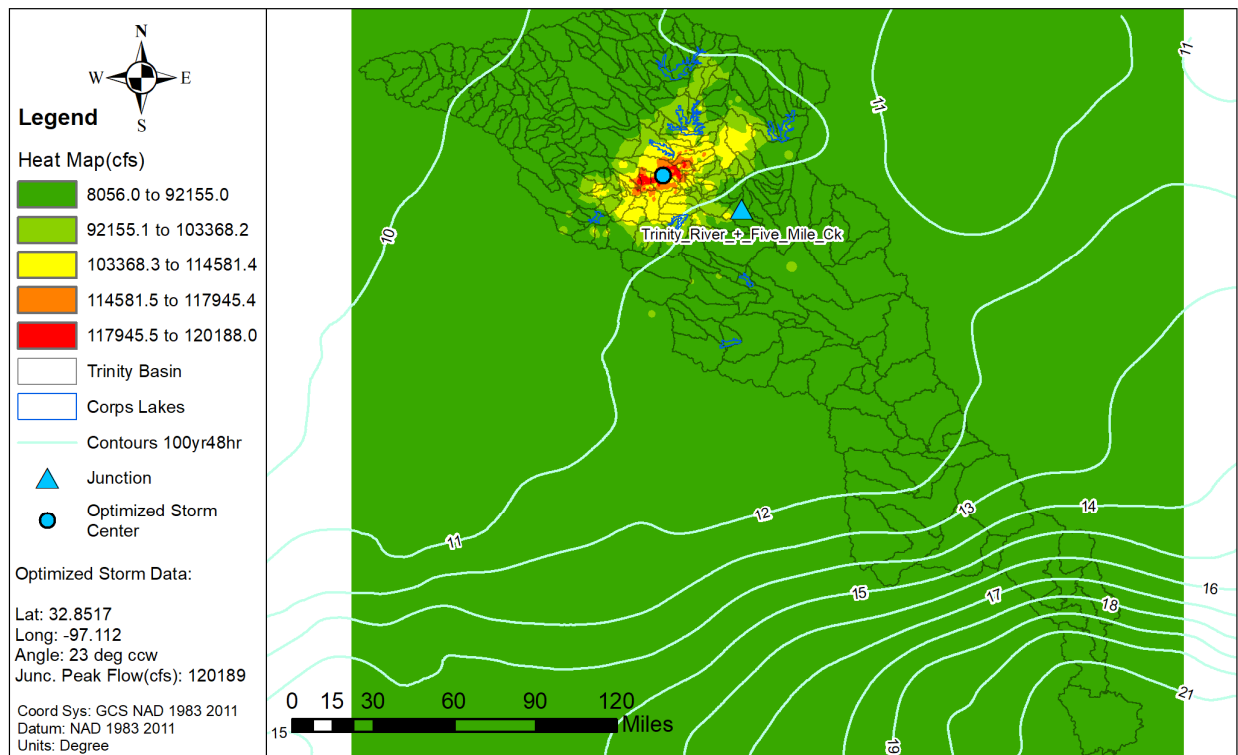 N
W E
S
Legend
Heat Map(cfs)
8056.0 to 92155.0
92155.1 to 103368.2
103368.3 to 114581.4
114581.5 to 117945.4
117945.5 to 120188.0
Trinity Basin
Corps Lakes
Contours 100yr48hr
Junction
Optimized Storm
Center
Optimized Storm Data:
Lat: 32.8517
Long: -97.112
Angle: 23 deg ccw
Junc. Peak Flow(cfs): 120189
Coord Sys: GCS NAD 1983 2011
Datum: NAD 1983 2011
Units: Degree
11
11
10
Trinity_River_+_Five_Mile_Ck
12
13
14
11
15
17
16
18
21
19
15
0 15 30 60 90 120
Miles